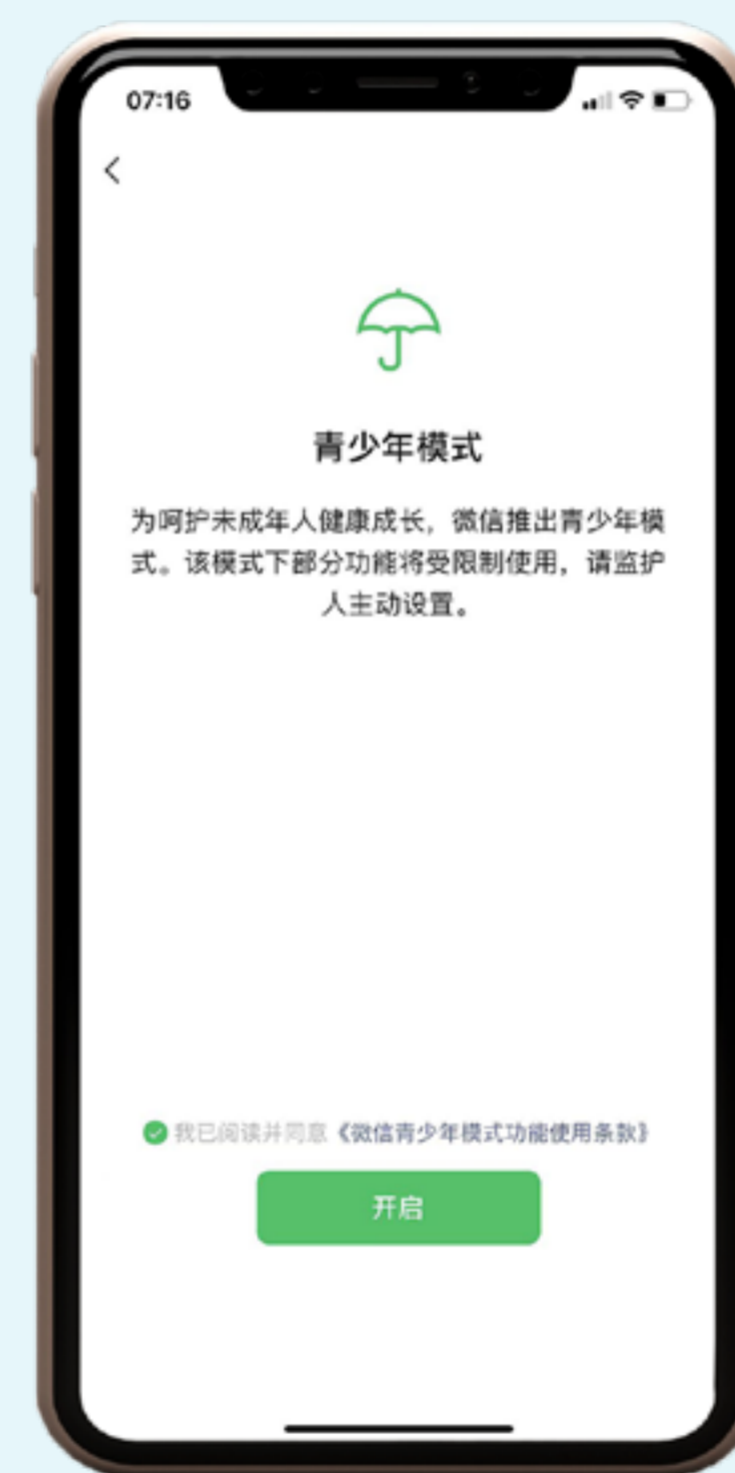 07:16
青少年模式
为呵护未成年人健康成长，微信推出青少年模
式。该模式下部分功能将受限制使用，请监护
人主动设置。
我已阅读并同意《微信青少年模式功能使用条款》
开启